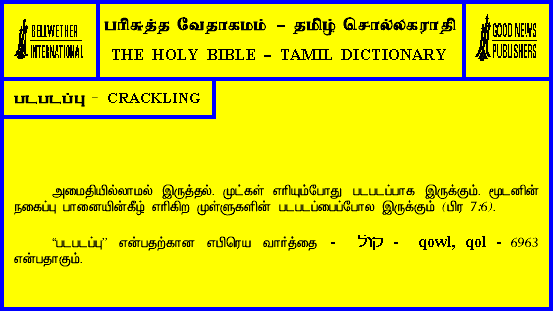 BELLWETHER
INTERNATIONAL
பரிசுத்த வேதாகமம் – தமிழ் சொல்லகராதி
THE HOLY BIBLE – TAMIL DICTIONARY
GOOD NEWS
PUBLISHERS
படபடப்பு – CRACKLING
அமைதியில்லாமல் இருத்தல். முட்கள் எரியும்போது படபடப்பாக இருக்கும். மூடனின்
நகைப்பு பானையின்கீழ் எரிகிற முள்ளுகளின் படபடப்பைப்போல இருக்கும் (பிர 7:6).
“படபடப்பு” என்பதற்கான எபிரெய வார்த்தை - קול - qowl, qol - 6963
என்பதாகும்.